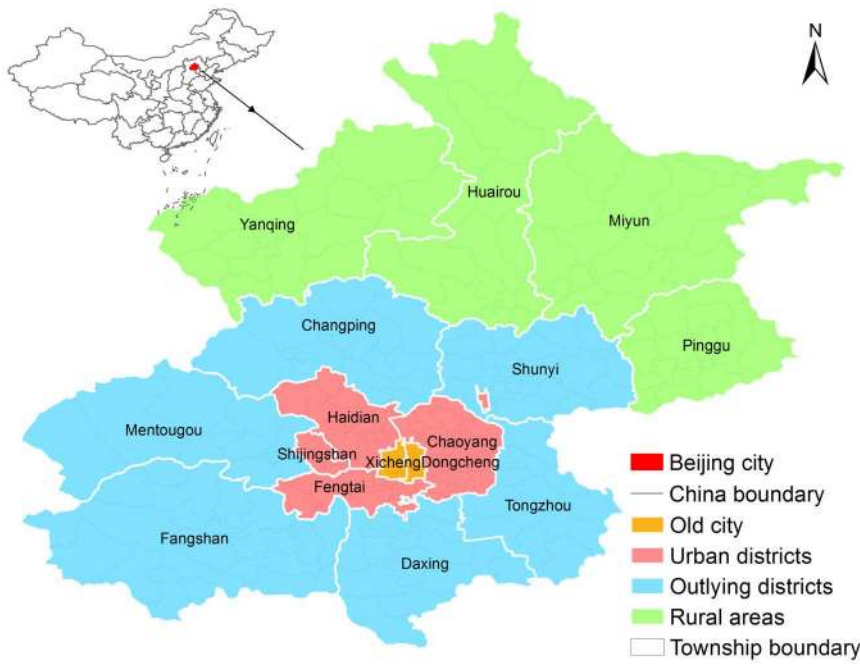 N
Huairou
Miyun
Yanqing
Changping
Pinggu
Shunyi
Haidian
Mentougou
Chaoyang
Shijingshan
Xicheng
Dongcheng
Fengtai
Tongzhou
Fangshan
Daxing
Beijing city
China boundary
Old city
Urban districts
Outlying districts
Rural areas
Township boundary